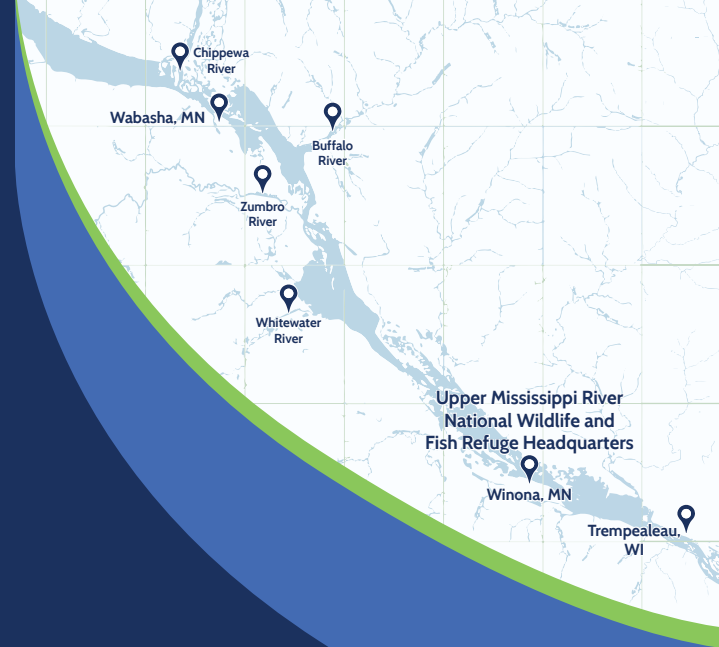 Chippewa
River
Wabasha, MN
Buffalo
River
Zumbro
River
Whitewater
River
Upper Mississippi River
National Wildlife and
Fish Refuge Headquarters
Winona, MN
Trempealeau,
WI